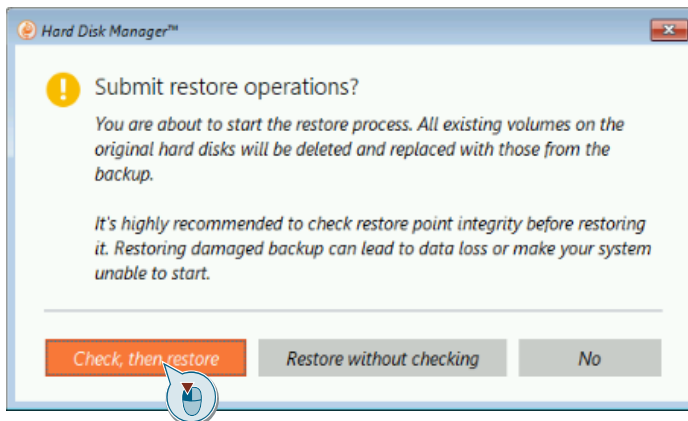 Hard Disk Manager™
Submit restore operations?
You are about to start the restore process. All existing volumes on the
original hard disks will be deleted and replaced with those from the
backup.
It's highly recommended to check restore point integrity before restoring
it. Restoring damaged backup can lead to data loss or make your system
unable to start.
Check, then restore
Restore without checking
No